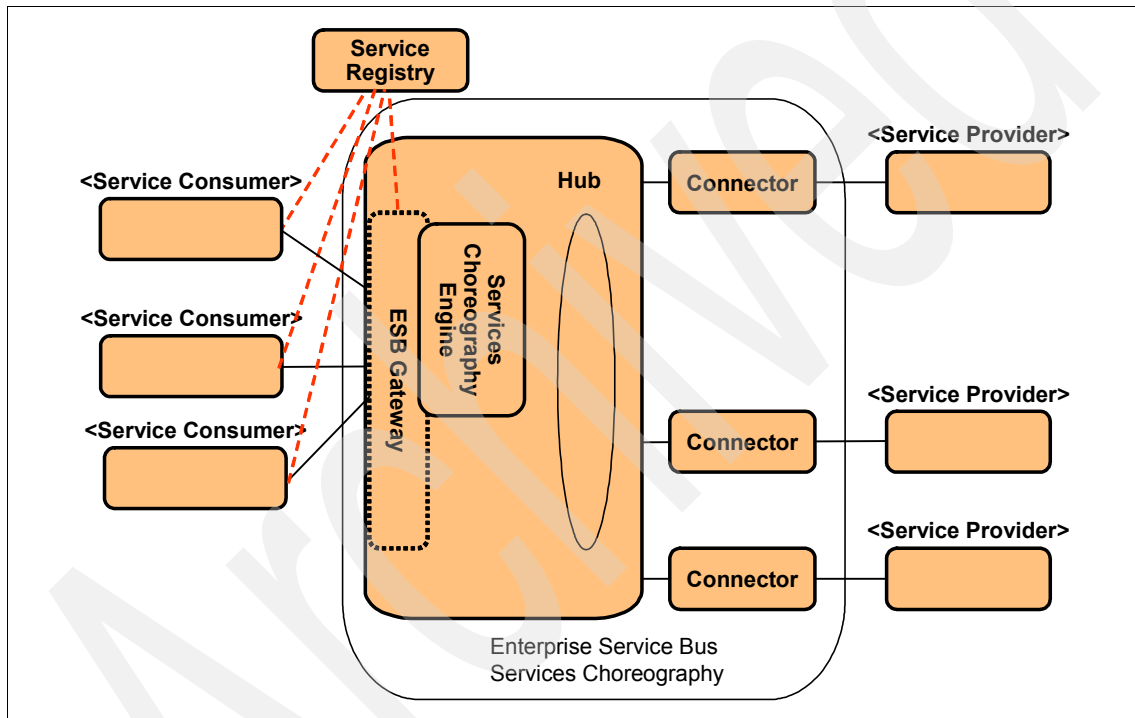 Service
Registry
<Service Provider>
<Service Consumer>
Hub
Connector
<Service Consumer>
ESB Gateway
Services
Choreography
Engine
<Service Provider>
<Service Consumer>
Connector
<Service Provider>
Connector
Enterprise Service Bus
Services Choreography
Archived